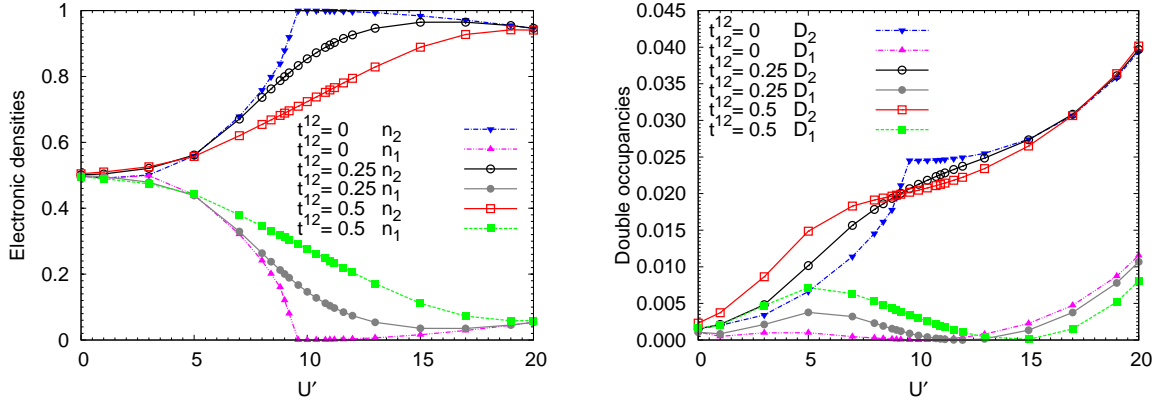 Electronic densities
1
0.8
0.6
0.4
0.2
0
0 5 10 15 20
U′
t¹²= 0 n₂
t¹²= 0 n₁
t¹²= 0.25 n₂
t¹²= 0.25 n₁
t¹²= 0.5 n₂
t¹²= 0.5 n₁
Double occupancies
0.045
0.040
0.035
0.030
0.025
0.020
0.015
0.010
0.005
0.000
0 5 10 15 20
U′
t¹²= 0 D₂
t¹²= 0 D₁
t¹²= 0.25 D₂
t¹²= 0.25 D₁
t¹²= 0.5 D₂
t¹²= 0.5 D₁